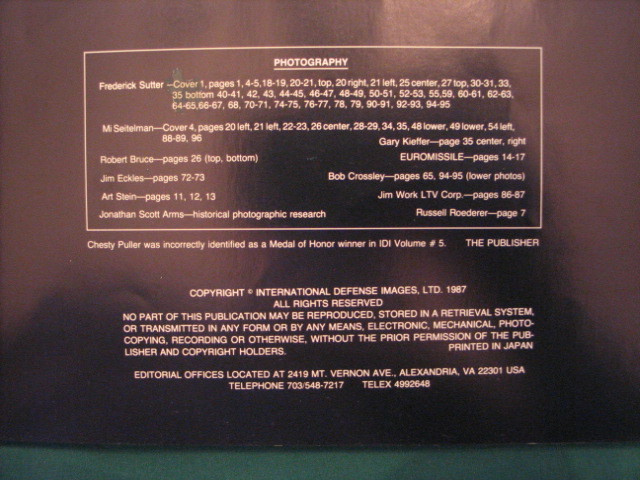 PHOTOGRAPHY
Frederick Sutter—Cover 1, pages 1, 4-5,18-19, 20-21, top, 20 right, 21 left, 25 center, 27 top, 30-31, 33,
35 bottom 40-41, 42, 43, 44-45, 46-47, 48-49, 50-51, 52-53, 55,59, 60-61, 62-63,
64-65,66-67, 68, 70-71, 74-75, 76-77, 78, 79, 90-91, 92-93, 94-95
Mi Seitelman—Cover 4, pages 20 left, 21 left, 22-23, 26 center, 28-29, 34, 35, 48 lower, 49 lower, 54 left,
88-89, 96
Gary Kieffer—page 35 center, right
Robert Bruce—pages 26 (top, bottom) EUROMISSILE—pages 14-17
Jim Eckles—pages 72-73 Bob Crossley—pages 65, 94-95 (lower photos)
Art Stein—pages 11, 12, 13 Jim Work LTV Corp.—pages 86-87
Jonathan Scott Arms—historical photographic research Russell Roederer—page 7
Chesty Puller was incorrectly identified as a Medal of Honor winner in IDI Volume # 5. THE PUBLISHER
COPYRIGHT © INTERNATIONAL DEFENSE IMAGES, LTD. 1987
ALL RIGHTS RESERVED
NO PART OF THIS PUBLICATION MAY BE REPRODUCED, STORED IN A RETRIEVAL SYSTEM,
OR TRANSMITTED IN ANY FORM OR BY ANY MEANS, ELECTRONIC, MECHANICAL, PHOTO-
COPYING, RECORDING OR OTHERWISE, WITHOUT THE PRIOR PERMISSION OF THE PUB-
LISHER AND COPYRIGHT HOLDERS. PRINTED IN JAPAN
EDITORIAL OFFICES LOCATED AT 2419 MT. VERNON AVE., ALEXANDRIA, VA 22301 USA
TELEPHONE 703/548-7217 TELEX 4992648